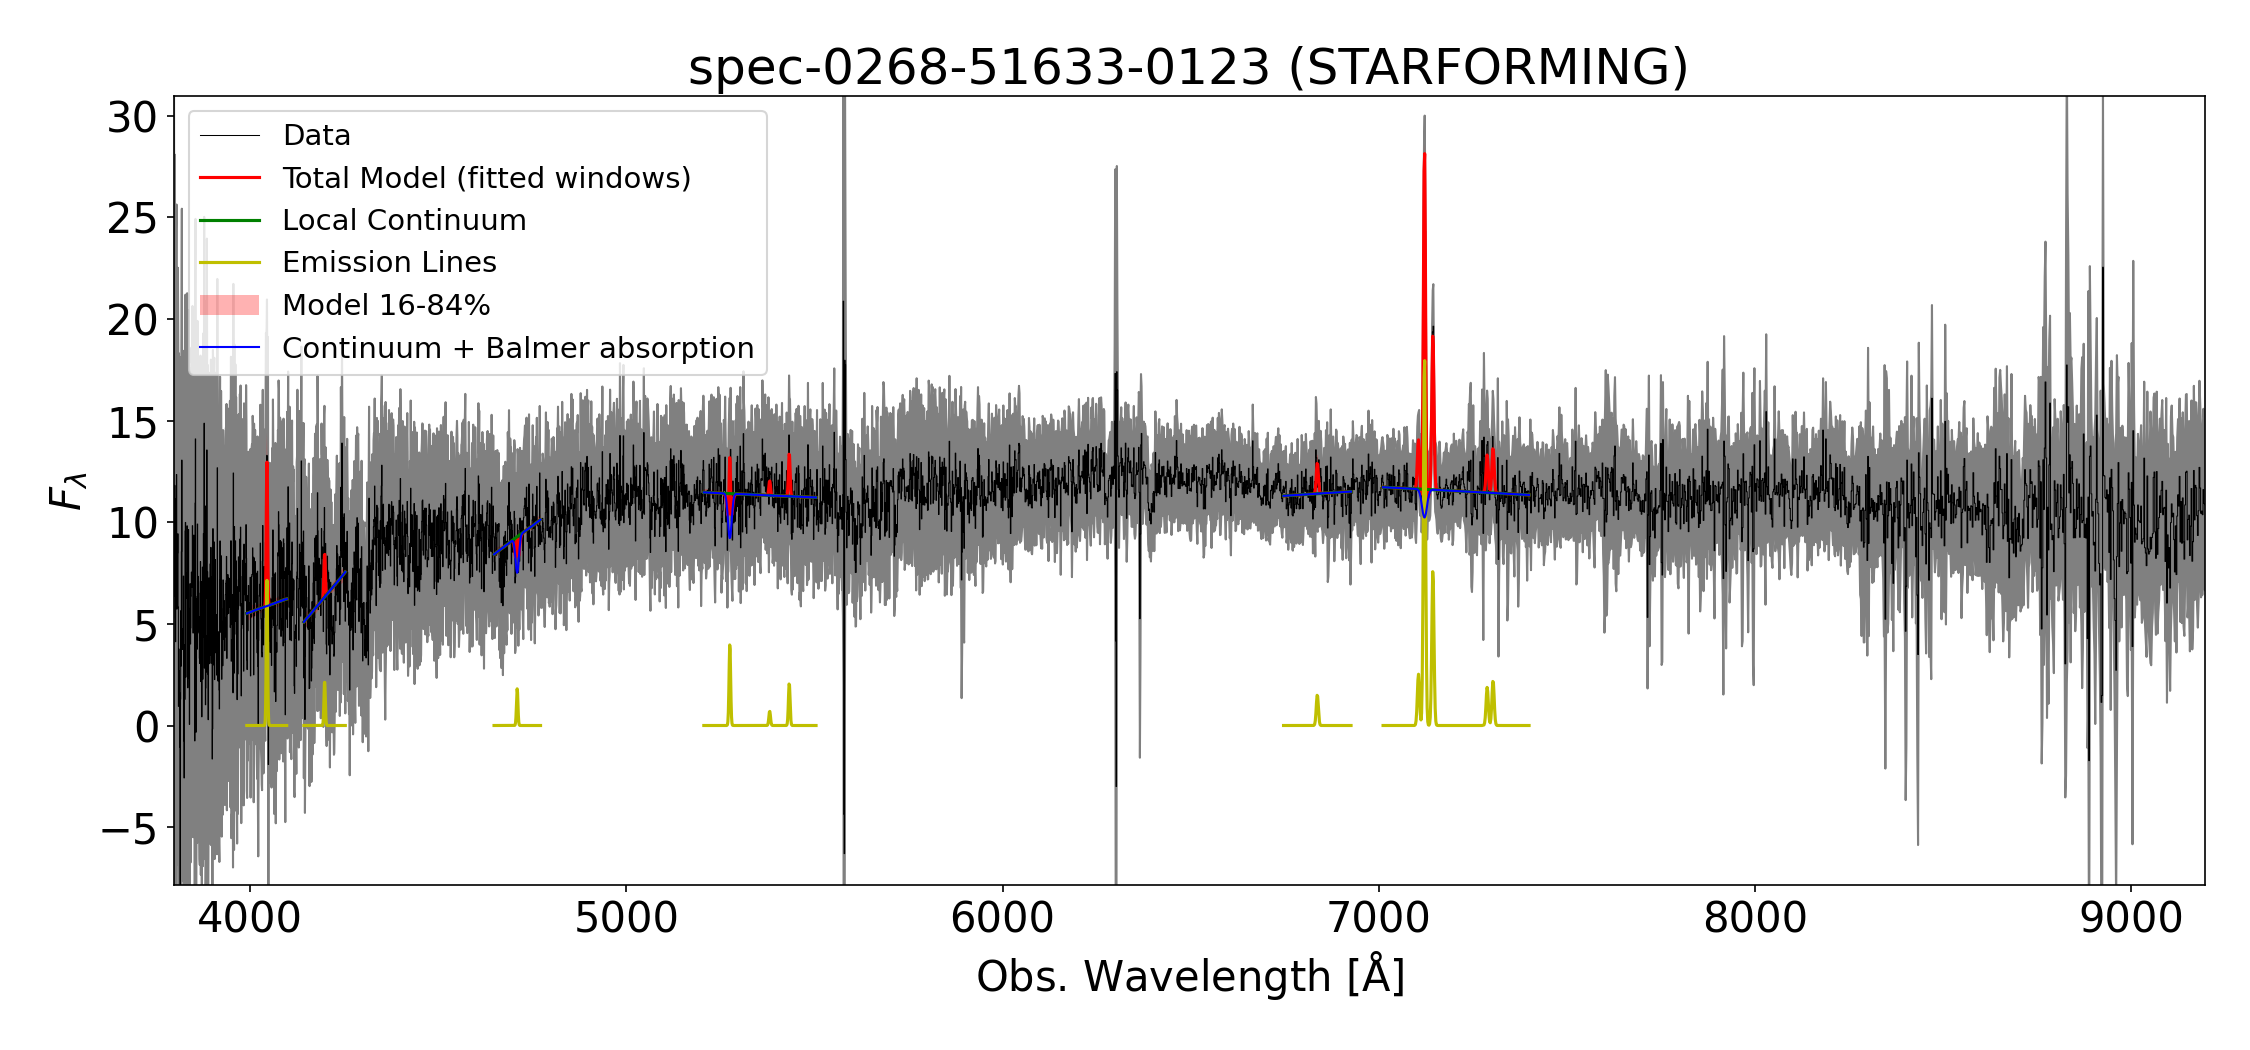 spec-0268-51633-0123 (STARFORMING)
30
25
20
15
10
5
0
−5
Fλ
Data
Total Model (fitted windows)
Local Continuum
Emission Lines
Model 16-84%
Continuum + Balmer absorption
4000 5000 6000 7000 8000 9000
Obs. Wavelength [Å]